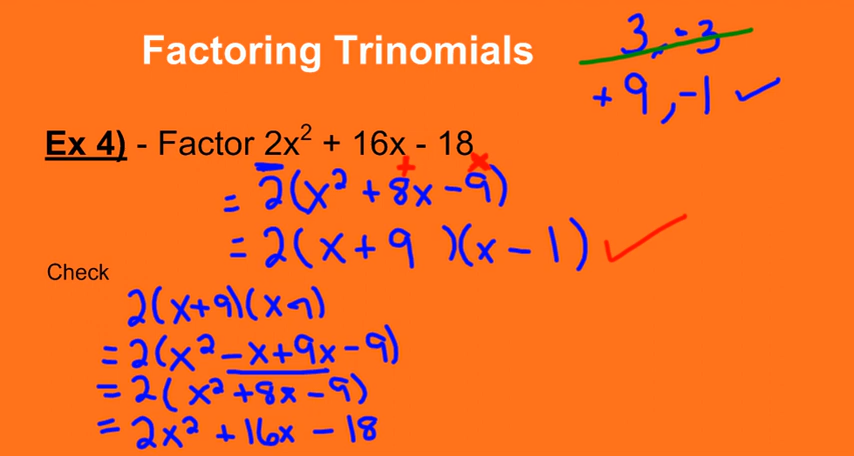 Factoring Trinomials
3, -3
+9, -1 ✓
Ex 4) - Factor 2x² + 16x - 18
+ ×
= 2(x² + 8x - 9)
= 2(x + 9 )(x - 1) ✓
Check
2(x+9)(x-1)
= 2(x² - x + 9x - 9)
= 2(x² + 8x - 9)
= 2x² + 16x - 18